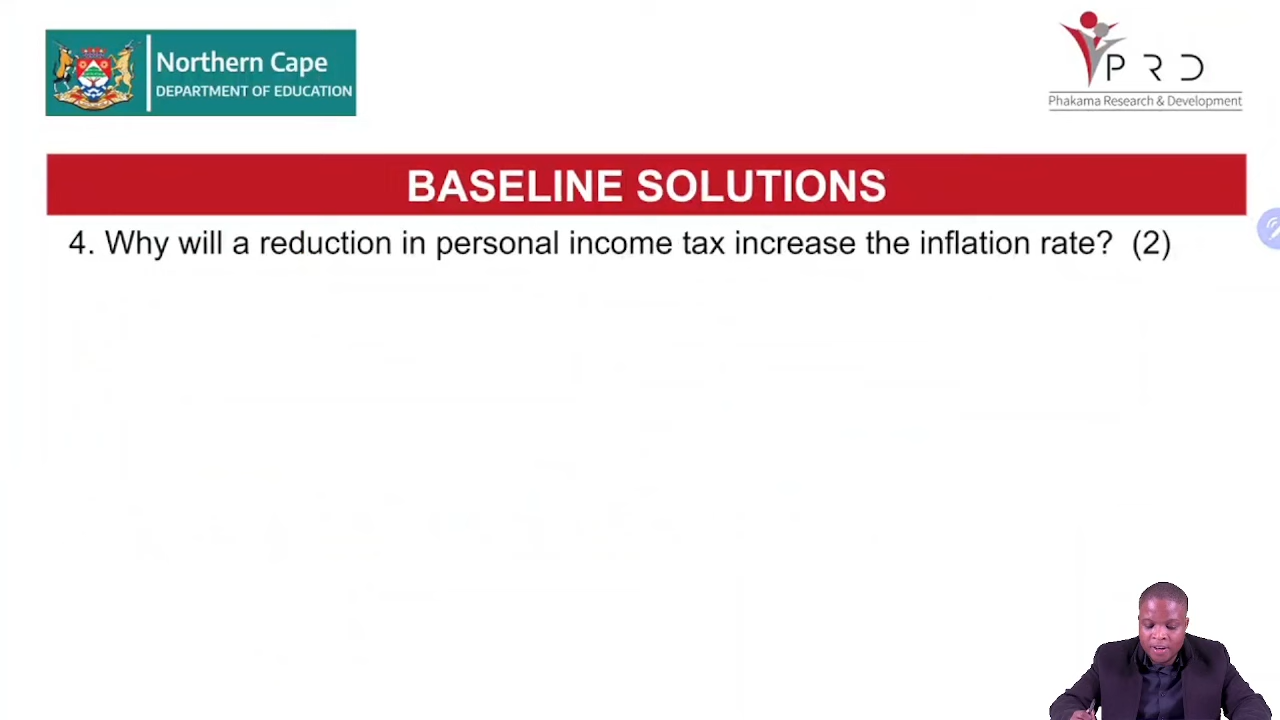 Northern Cape
DEPARTMENT OF EDUCATION
P R D
Phakama Research & Development
BASELINE SOLUTIONS
4. Why will a reduction in personal income tax increase the inflation rate? (2)